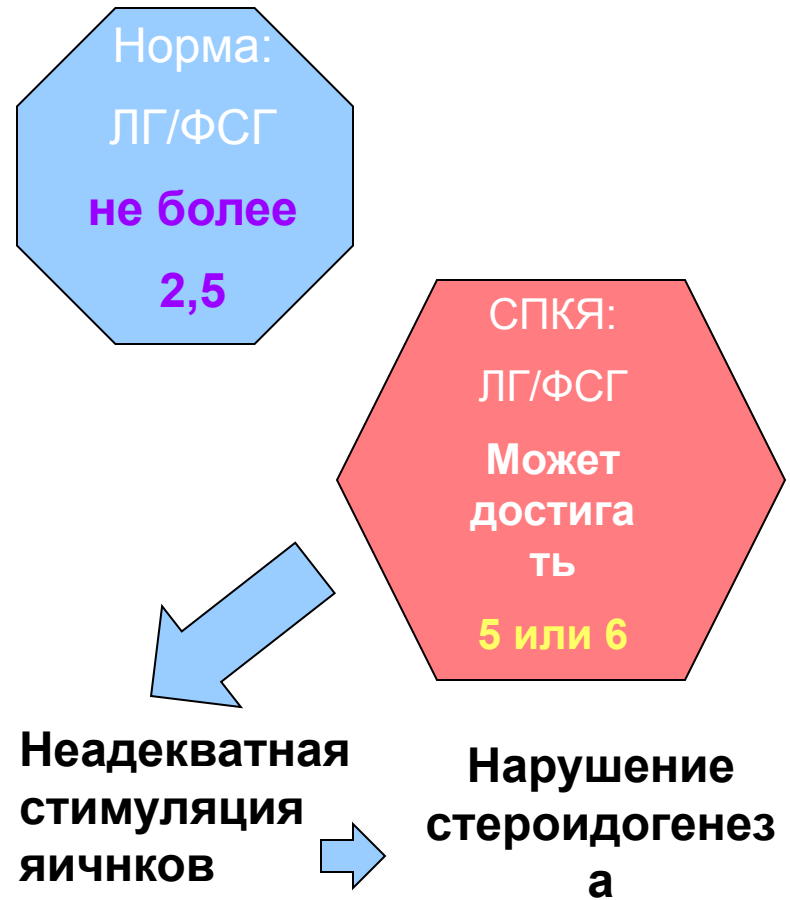 Норма:
ЛГ/ФСГ
не более
2,5
СПКЯ:
ЛГ/ФСГ
Может
достига
ть
5 или 6
Неадекватная
стимуляция
яичнков
Нарушение
стероидогенез
а